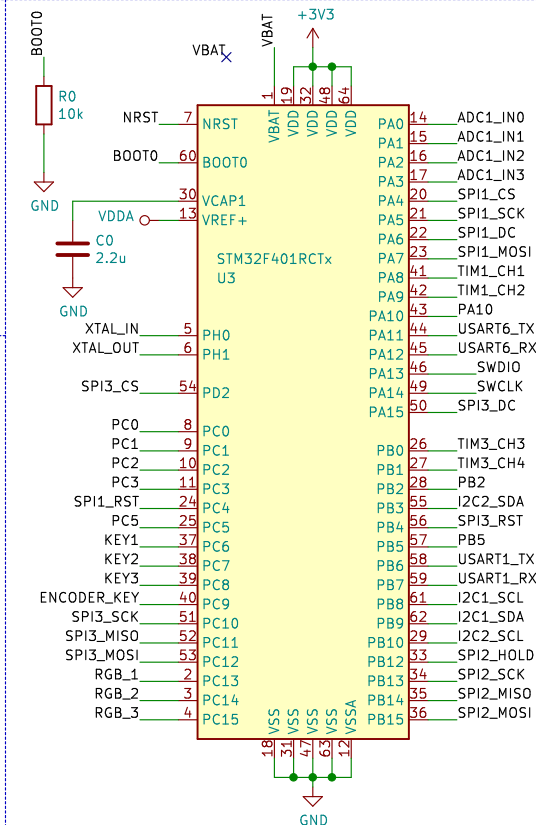 +3V3
BOOT0
VBAT
VBAT
R0
10k
GND
1 19 32 48 64
VBAT VDD VDD VDD VDD
NRST 7 NRST
BOOT0 60 BOOT0
30 VCAP1
VDDA 13 VREF+
C0
2.2u
GND
STM32F401RCTx
U3
XTAL_IN 5 PH0
XTAL_OUT 6 PH1
SPI3_CS 54 PD2
PC0 8 PC0
PC1 9 PC1
PC2 10 PC2
PC3 11 PC3
SPI1_RST 24 PC4
PC5 25 PC5
KEY1 37 PC6
KEY2 38 PC7
KEY3 39 PC8
ENCODER_KEY 40 PC9
SPI3_SCK 51 PC10
SPI3_MISO 52 PC11
SPI3_MOSI 53 PC12
RGB_1 2 PC13
RGB_2 3 PC14
RGB_3 4 PC15
PA0 14 ADC1_IN0
PA1 15 ADC1_IN1
PA2 16 ADC1_IN2
PA3 17 ADC1_IN3
PA4 20 SPI1_CS
PA5 21 SPI1_SCK
PA6 22 SPI1_DC
PA7 23 SPI1_MOSI
PA8 41 TIM1_CH1
PA9 42 TIM1_CH2
PA10 43 PA10
PA11 44 USART6_TX
PA12 45 USART6_RX
PA13 46 SWDIO
PA14 49 SWCLK
PA15 50 SPI3_DC
PB0 26 TIM3_CH3
PB1 27 TIM3_CH4
PB2 28 PB2
PB3 55 I2C2_SDA
PB4 56 SPI3_RST
PB5 57 PB5
PB6 58 USART1_TX
PB7 59 USART1_RX
PB8 61 I2C1_SCL
PB9 62 I2C1_SDA
PB10 29 I2C2_SCL
PB12 33 SPI2_HOLD
PB13 34 SPI2_SCK
PB14 35 SPI2_MISO
PB15 36 SPI2_MOSI
VSS VSS VSS VSS VSSA
18 31 47 63 12
GND